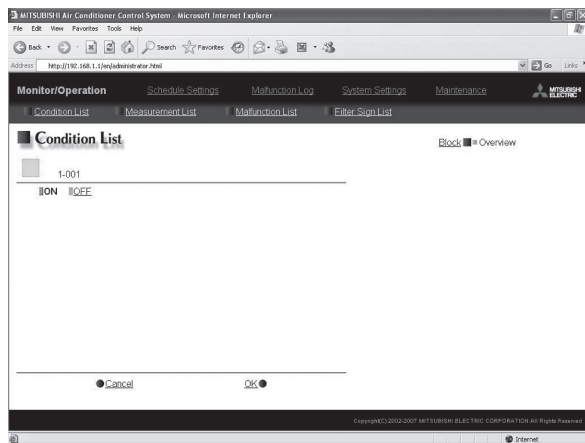 MITSUBISHI Air Conditioner Control System - Microsoft Internet Explorer
File Edit View Favorites Tools Help
Back Search Favorites
Address http://192.168.1.1/en/administrator.html Go Links
Monitor/Operation Schedule Settings Malfunction Log System Settings Maintenance MITSUBISHI ELECTRIC
Condition List Measurement List Malfunction List Filter Sign List
Condition List
Block Overview
1-001
ON OFF
Cancel OK
Copyright(C) 2002-2007 MITSUBISHI ELECTRIC CORPORATION All Rights Reserved
Internet